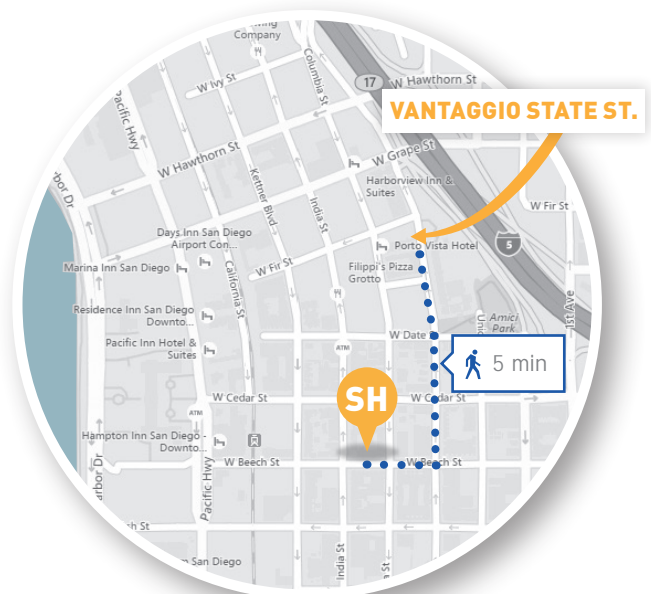 Company
W Ivy St
Columbia St
17
W Hawthorn St
VANTAGGIO STATE ST.
Pacific Hwy
W Hawthorn St
W Grape St
Harborview Inn &
Suites
Kettner Blvd
India St
W Fir St
Days Inn San Diego
Airport Con...
Porto Vista Hotel
5
Marina Inn San Diego
W Fir St
Filippi's Pizza
Grotto
California St
Residence Inn San Diego
Downto...
Amici
Park
1st Ave
W Date
Pacific Inn Hotel &
Suites
ATM
5 min
SH
W Cedar St
W Cedar St
ATM
Hampton Inn San Diego -
Downto...
W Beech St
W Beech St
Pacific Hwy
India St
San Diego